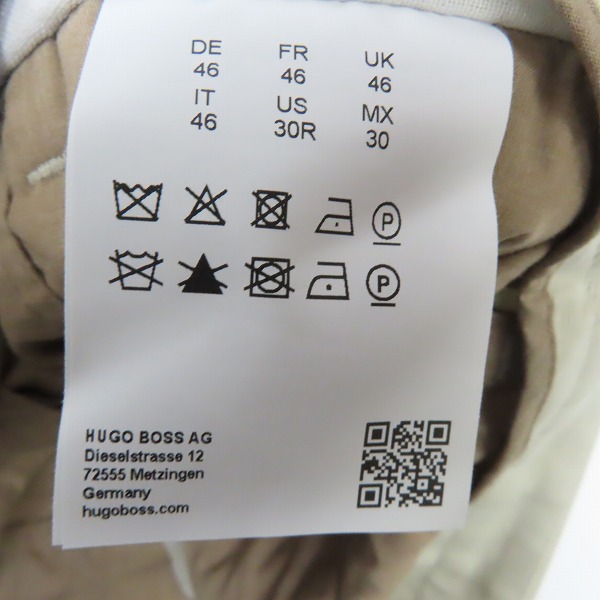 DE FR UK
46 46 46
IT US MX
46 30R 30
P
P
HUGO BOSS AG
Dieselstrasse 12
72555 Metzingen
Germany
hugoboss.com